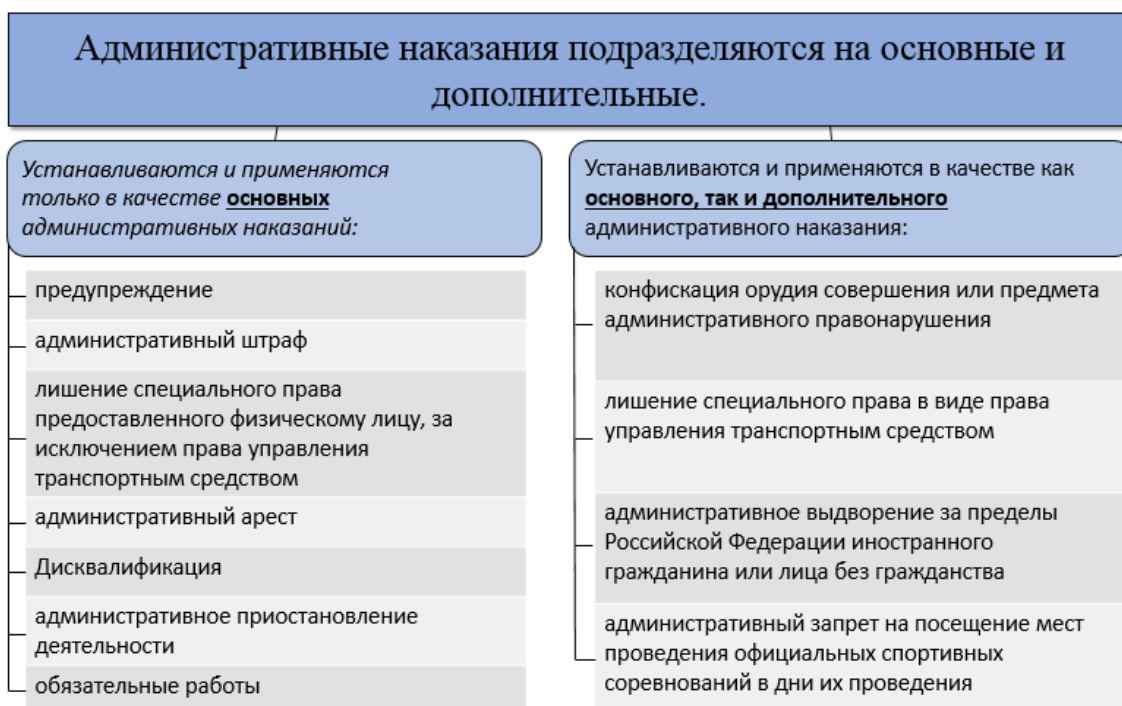 Административные наказания подразделяются на основные и
дополнительные.
Устанавливаются и применяются
только в качестве основных
административных наказаний:
предупреждение
административный штраф
лишение специального права
предоставленного физическому лицу, за
исключением права управления
транспортным средством
административный арест
Дисквалификация
административное приостановление
деятельности
обязательные работы
Устанавливаются и применяются в качестве как
основного, так и дополнительного
административного наказания:
конфискация орудия совершения или предмета
административного правонарушения
лишение специального права в виде права
управления транспортным средством
административное выдворение за пределы
Российской Федерации иностранного
гражданина или лица без гражданства
административный запрет на посещение мест
проведения официальных спортивных
соревнований в дни их проведения